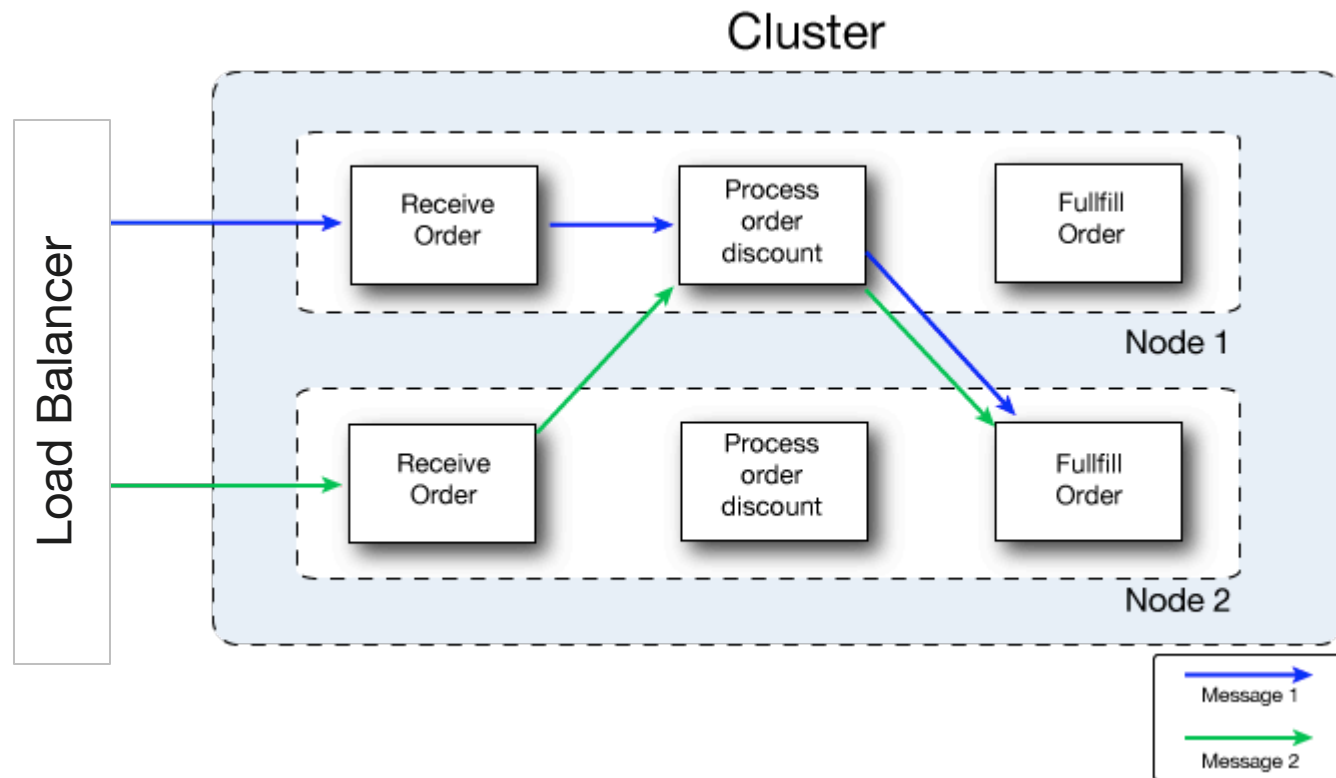 Cluster
Load Balancer
Receive
Order
Process
order
discount
Fullfill
Order
Node 1
Receive
Order
Process
order
discount
Fullfill
Order
Node 2
Message 1
Message 2